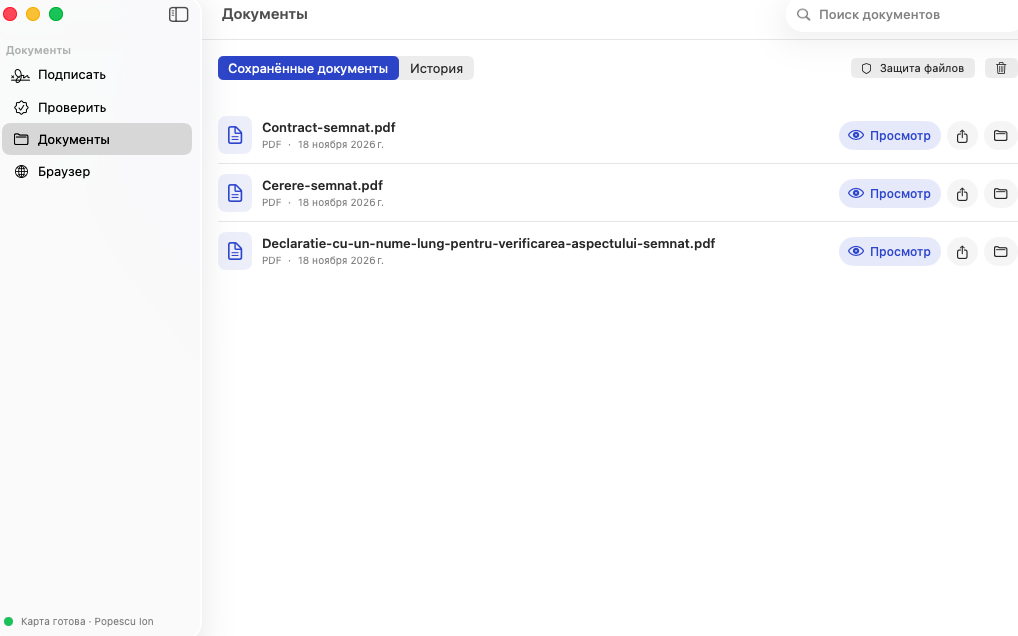 Документы
Поиск документов
Документы
Подписать
Проверить
Документы
Браузер
Сохранённые документы
История
Защита файлов
Contract-semnat.pdf
PDF · 18 ноября 2026 г.
Просмотр
Cerere-semnat.pdf
PDF · 18 ноября 2026 г.
Просмотр
Declaratie-cu-un-nume-lung-pentru-verificarea-aspectului-semnat.pdf
PDF · 18 ноября 2026 г.
Просмотр
Карта готова · Popescu Ion